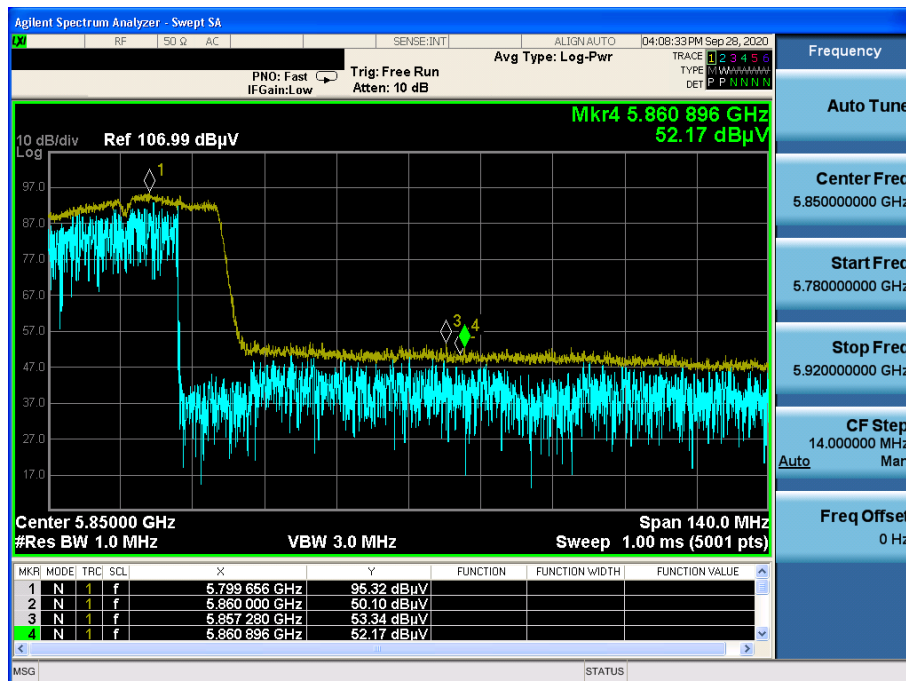 Agilent Spectrum Analyzer - Swept SA
LXI RF 50 Ω AC SENSE:INT ALIGN AUTO 04:08:33 PM Sep 28, 2020
Frequency
Avg Type: Log-Pwr
TRACE 1 2 3 4 5 6
PNO: Fast Trig: Free Run
TYPE M W W W W W
IFGain:Low Atten: 10 dB
DET P P N N N N
Auto Tune
Mkr4 5.860 896 GHz
52.17 dBµV
10 dB/div Ref 106.99 dBµV
Log
97.0
87.0
77.0
67.0
57.0
47.0
37.0
27.0
17.0
1
3
4
Center 5.85000 GHz Span 140.0 MHz
#Res BW 1.0 MHz VBW 3.0 MHz Sweep 1.00 ms (5001 pts)
Center Freq
5.850000000 GHz
Start Freq
5.780000000 GHz
Stop Freq
5.920000000 GHz
CF Step
14.000000 MHz
Auto Man
Freq Offset
0 Hz
MKR MODE TRC SCL X Y FUNCTION FUNCTION WIDTH FUNCTION VALUE
1 N 1 f 5.799 656 GHz 95.32 dBµV
2 N 1 f 5.860 000 GHz 50.10 dBµV
3 N 1 f 5.857 280 GHz 53.34 dBµV
4 N 1 f 5.860 896 GHz 52.17 dBµV
MSG STATUS